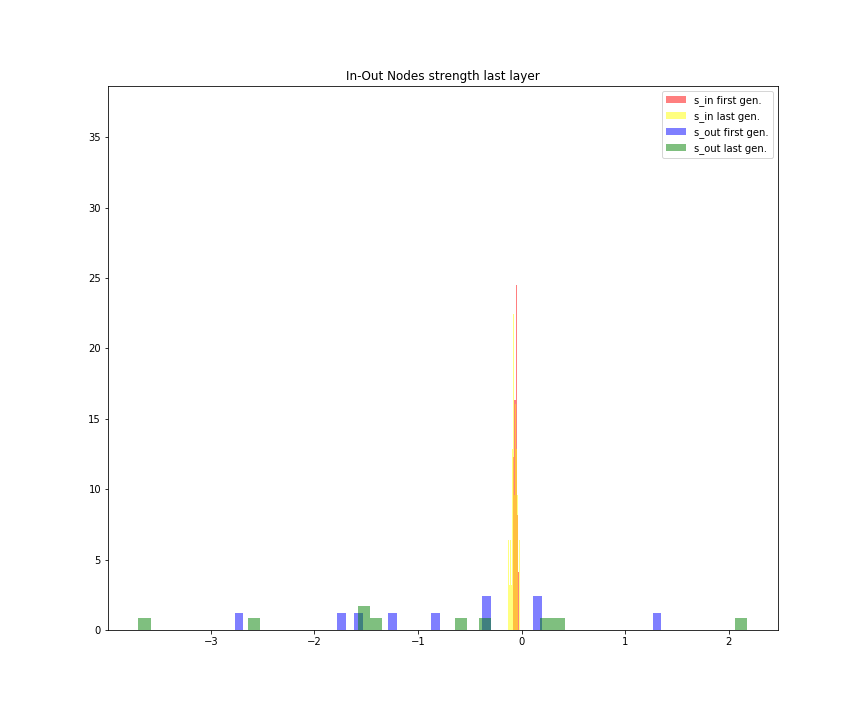 In-Out Nodes strength last layer
s_in first gen.
s_in last gen.
s_out first gen.
s_out last gen.
35
30
25
20
15
10
5
0
−3
−2
−1
0
1
2